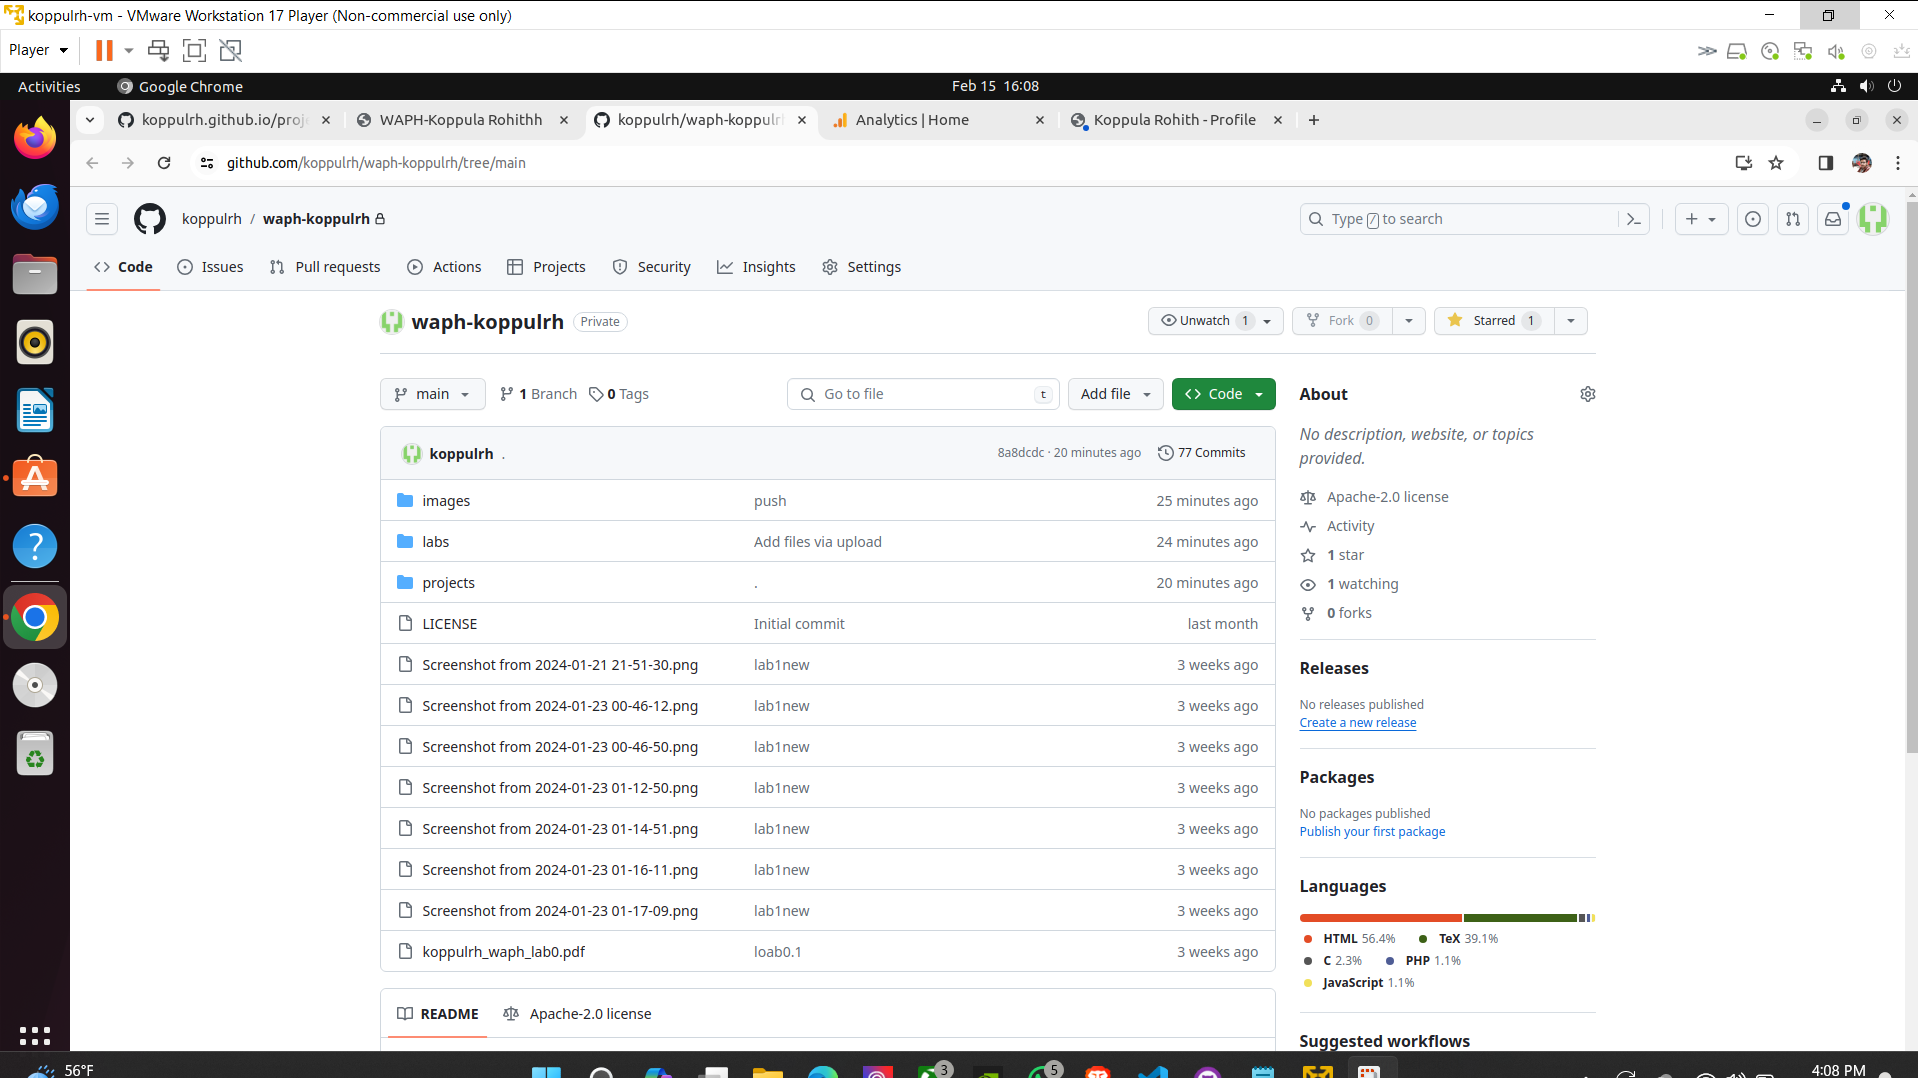 koppulrh-vm - VMware Workstation 17 Player (Non-commercial use only)
Player
Activities
Google Chrome
Feb 15 16:08
koppulrh.github.io/proj
WAPH-Koppula Rohithh
koppulrh/waph-koppulrh
Analytics | Home
Koppula Rohith - Profile
github.com/koppulrh/waph-koppulrh/tree/main
koppulrh / waph-koppulrh
Type / to search
Code
Issues
Pull requests
Actions
Projects
Security
Insights
Settings
waph-koppulrh Private
Unwatch 1
Fork 0
Starred 1
main
1 Branch
0 Tags
Go to file t
Add file
Code
koppulrh .
8a8dcdc · 20 minutes ago
77 Commits
images push 25 minutes ago
labs Add files via upload 24 minutes ago
projects . 20 minutes ago
LICENSE Initial commit last month
Screenshot from 2024-01-21 21-51-30.png lab1new 3 weeks ago
Screenshot from 2024-01-23 00-46-12.png lab1new 3 weeks ago
Screenshot from 2024-01-23 00-46-50.png lab1new 3 weeks ago
Screenshot from 2024-01-23 01-12-50.png lab1new 3 weeks ago
Screenshot from 2024-01-23 01-14-51.png lab1new 3 weeks ago
Screenshot from 2024-01-23 01-16-11.png lab1new 3 weeks ago
Screenshot from 2024-01-23 01-17-09.png lab1new 3 weeks ago
koppulrh_waph_lab0.pdf loab0.1 3 weeks ago
README
Apache-2.0 license
About
No description, website, or topics
provided.
Apache-2.0 license
Activity
1 star
1 watching
0 forks
Releases
No releases published
Create a new release
Packages
No packages published
Publish your first package
Languages
HTML 56.4% TeX 39.1%
C 2.3% PHP 1.1%
JavaScript 1.1%
Suggested workflows
56°F
3
5
4:08 PM